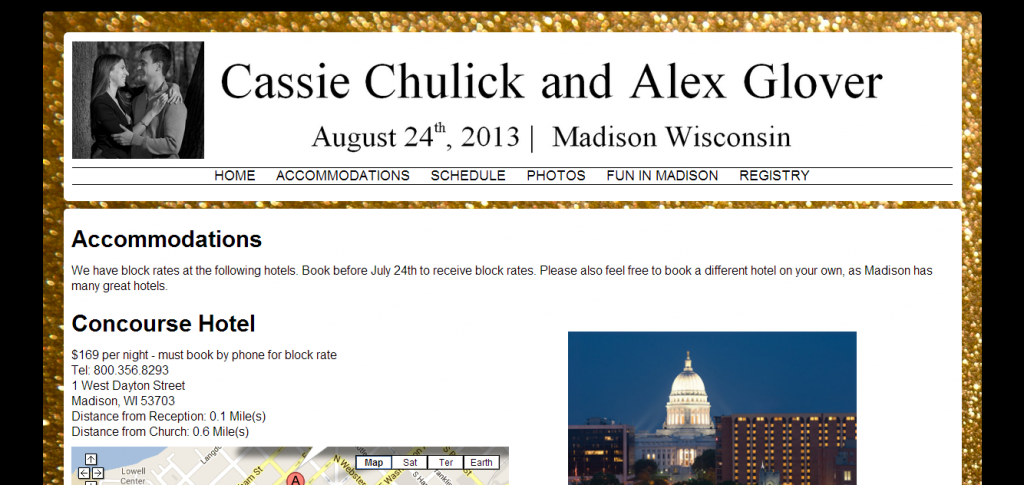 Cassie Chulick and Alex Glover
August 24th, 2013 | Madison Wisconsin
HOME ACCOMMODATIONS SCHEDULE PHOTOS FUN IN MADISON REGISTRY
Accommodations
We have block rates at the following hotels. Book before July 24th to receive block rates. Please also feel free to book a different hotel on your own, as Madison has
many great hotels.
Concourse Hotel
$169 per night - must book by phone for block rate
Tel: 800.356.8293
1 West Dayton Street
Madison, WI 53703
Distance from Reception: 0.1 Mile(s)
Distance from Church: 0.6 Mile(s)
Map Sat Ter Earth
Lowell
Center
A